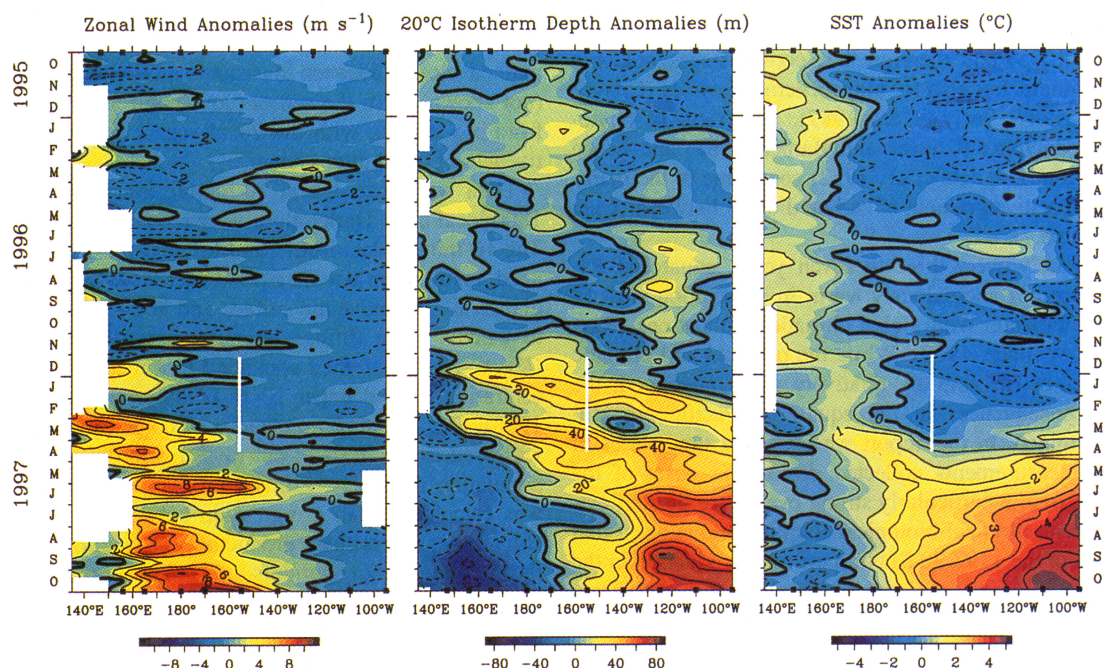 Zonal Wind Anomalies (m s⁻¹) 20°C Isotherm Depth Anomalies (m) SST Anomalies (°C)
1995
O
N
D
1996
J
F
M
A
M
J
J
A
S
O
N
D
1997
J
F
M
A
M
J
J
A
S
O
O
N
D
J
F
M
A
M
J
J
A
S
O
N
D
J
F
M
A
M
J
J
A
S
O
140°E 160°E 180° 160°W 140°W 120°W 100°W
140°E 160°E 180° 160°W 140°W 120°W 100°W
140°E 160°E 180° 160°W 140°W 120°W 100°W
-8 -4 0 4 8
-80 -40 0 40 80
-4 -2 0 2 4